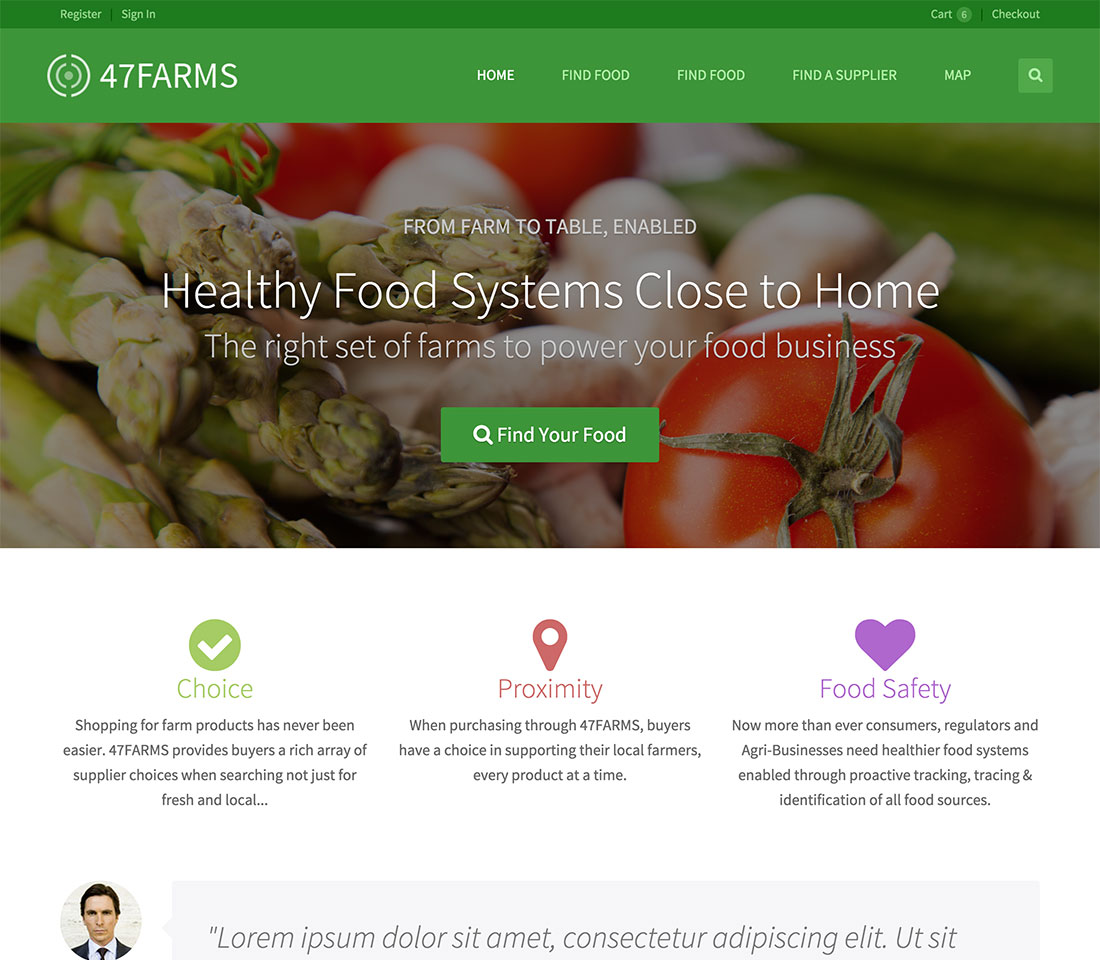 Register | Sign In
Cart 6 | Checkout
47FARMS
HOME FIND FOOD FIND FOOD FIND A SUPPLIER MAP
FROM FARM TO TABLE, ENABLED
Healthy Food Systems Close to Home
The right set of farms to power your food business
Find Your Food
Choice
Shopping for farm products has never been
easier. 47FARMS provides buyers a rich array of
supplier choices when searching not just for
fresh and local...
Proximity
When purchasing through 47FARMS, buyers
have a choice in supporting their local farmers,
every product at a time.
Food Safety
Now more than ever consumers, regulators and
Agri-Businesses need healthier food systems
enabled through proactive tracking, tracing &
identification of all food sources.
"Lorem ipsum dolor sit amet, consectetur adipiscing elit. Ut sit